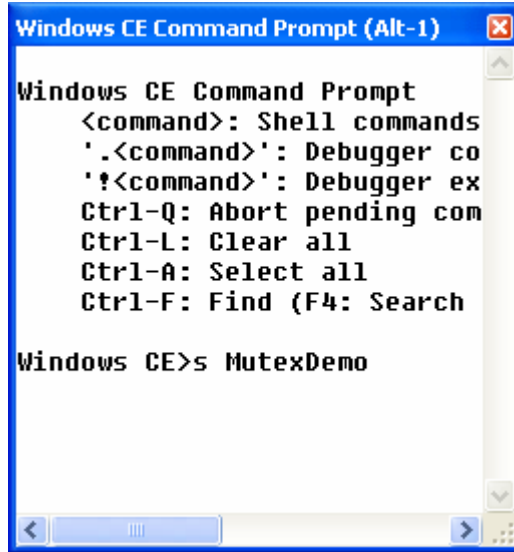 Windows CE Command Prompt (Alt-1)
Windows CE Command Prompt
<command>: Shell commands
'.<command>': Debugger co
'!<command>': Debugger ex
Ctrl-Q: Abort pending com
Ctrl-L: Clear all
Ctrl-A: Select all
Ctrl-F: Find (F4: Search
Windows CE>s MutexDemo